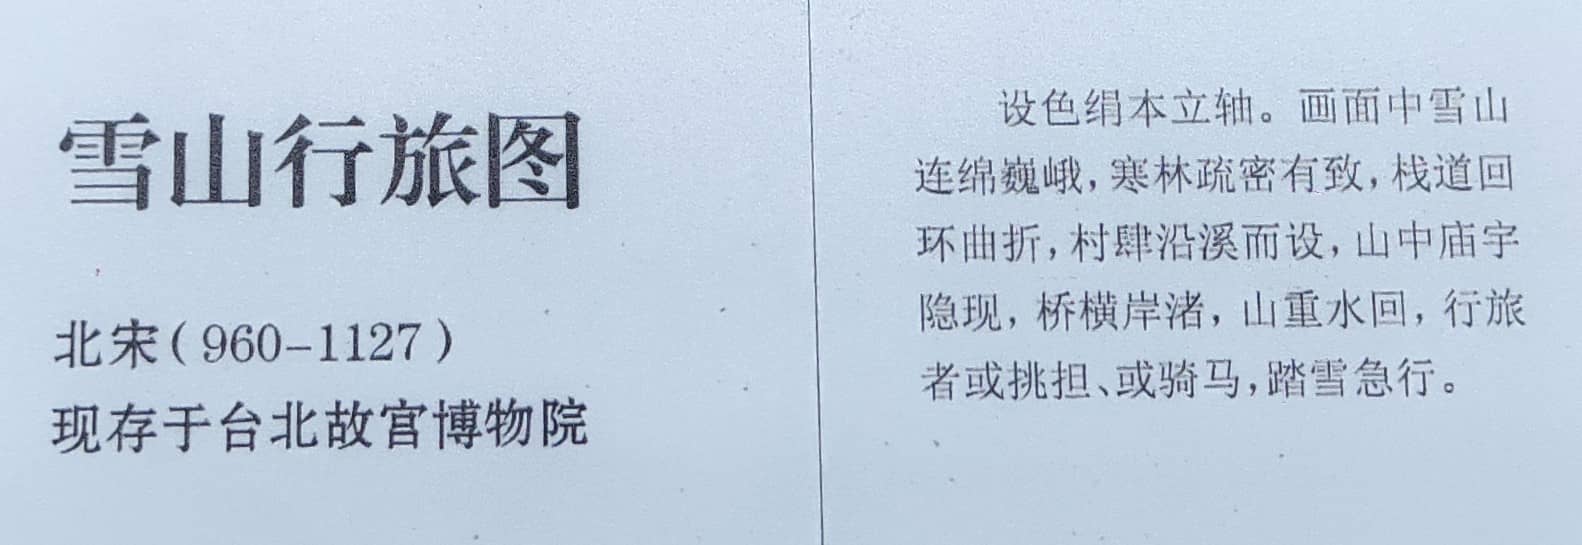 雪山行旅图
北宋(960-1127)
现存于台北故宫博物院
设色绢本立轴。画面中雪山
连绵巍峨,寒林疏密有致,栈道回
环曲折,村肆沿溪而设,山中庙宇
隐现,桥横岸渚,山重水回,行旅
者或挑担、或骑马,踏雪急行。